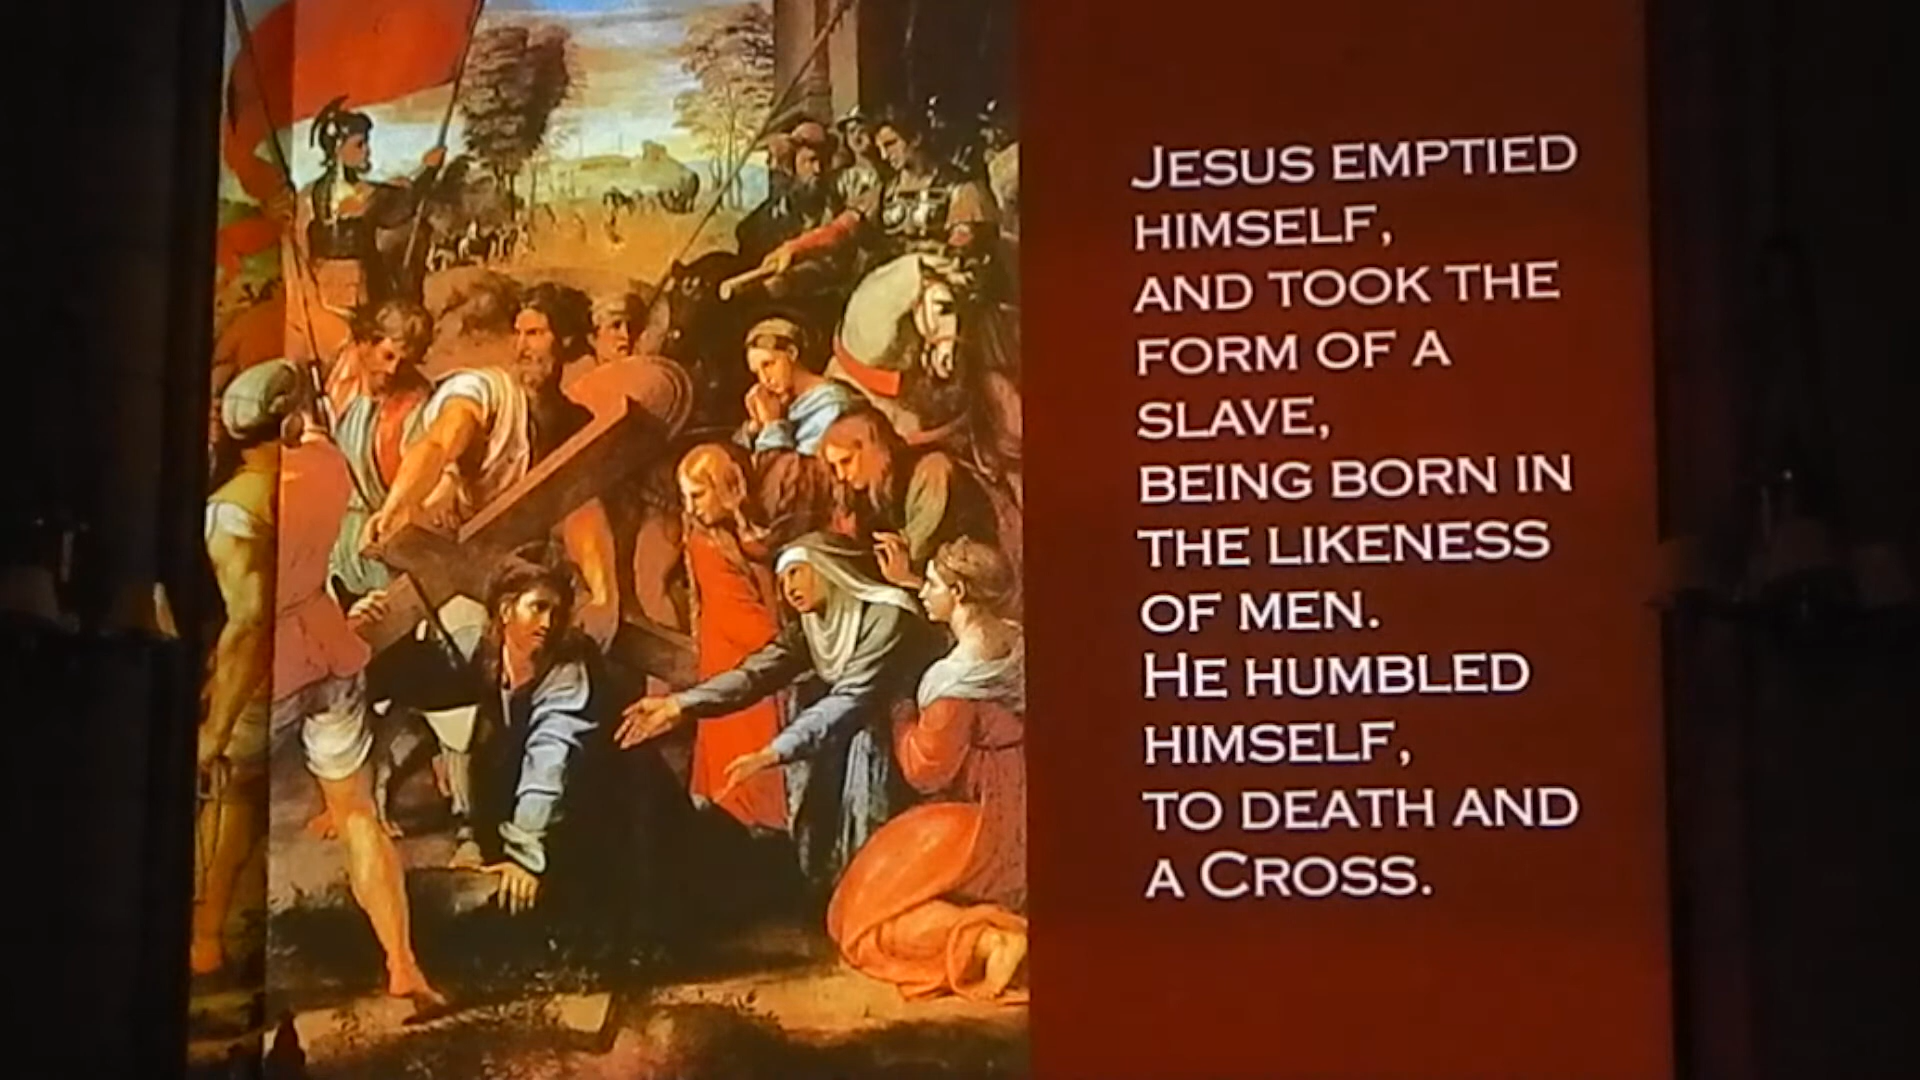 JESUS EMPTIED
HIMSELF,
AND TOOK THE
FORM OF A
SLAVE,
BEING BORN IN
THE LIKENESS
OF MEN.
HE HUMBLED
HIMSELF,
TO DEATH AND
A CROSS.